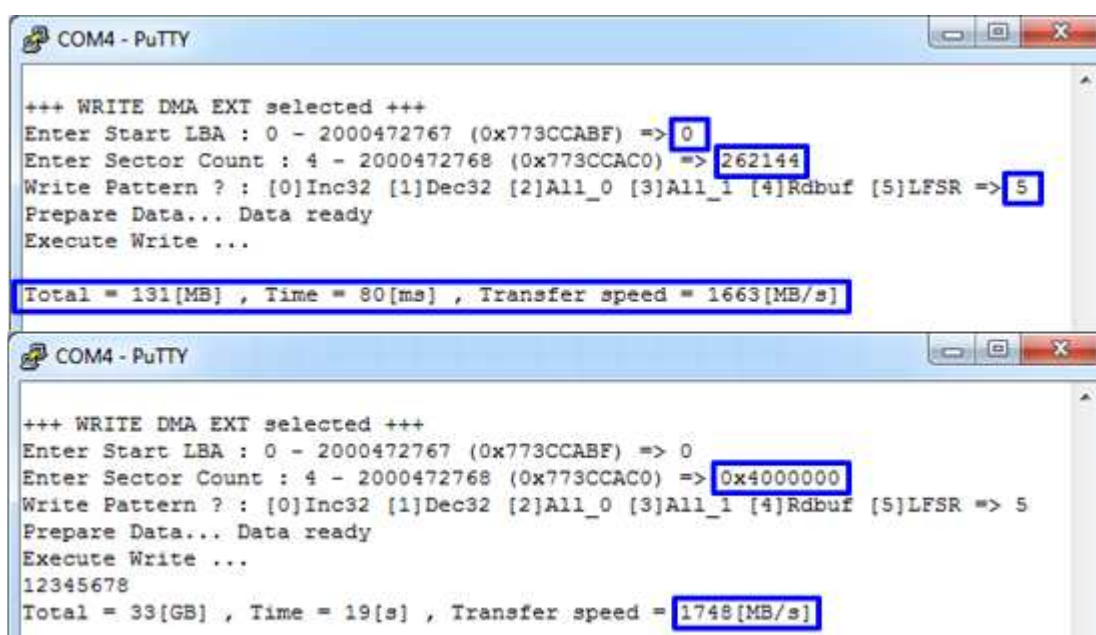 COM4 - PuTTY
+++ WRITE DMA EXT selected +++
Enter Start LBA : 0 - 2000472767 (0x773CCABF) => 0
Enter Sector Count : 4 - 2000472768 (0x773CCAC0) => 262144
Write Pattern ? : [0]Inc32 [1]Dec32 [2]All_0 [3]All_1 [4]Rdbuf [5]LFSR => 5
Prepare Data... Data ready
Execute Write ...
Total = 131[MB] , Time = 80[ms] , Transfer speed = 1663[MB/s]
COM4 - PuTTY
+++ WRITE DMA EXT selected +++
Enter Start LBA : 0 - 2000472767 (0x773CCABF) => 0
Enter Sector Count : 4 - 2000472768 (0x773CCAC0) => 0x4000000
Write Pattern ? : [0]Inc32 [1]Dec32 [2]All_0 [3]All_1 [4]Rdbuf [5]LFSR => 5
Prepare Data... Data ready
Execute Write ...
12345678
Total = 33[GB] , Time = 19[s] , Transfer speed = 1748[MB/s]